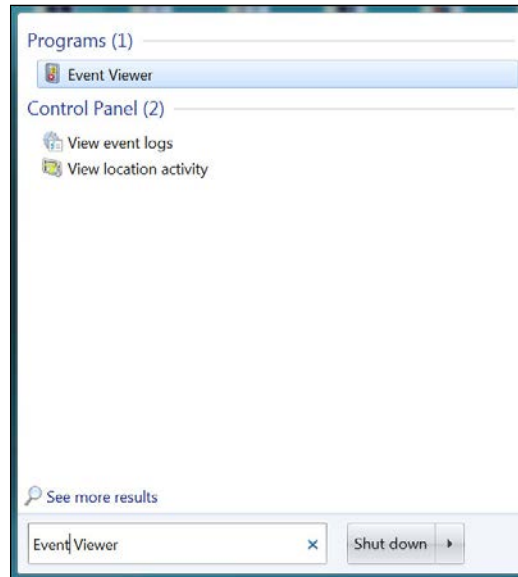 Programs (1)
Event Viewer
Control Panel (2)
View event logs
View location activity
See more results
Event Viewer
Shut down